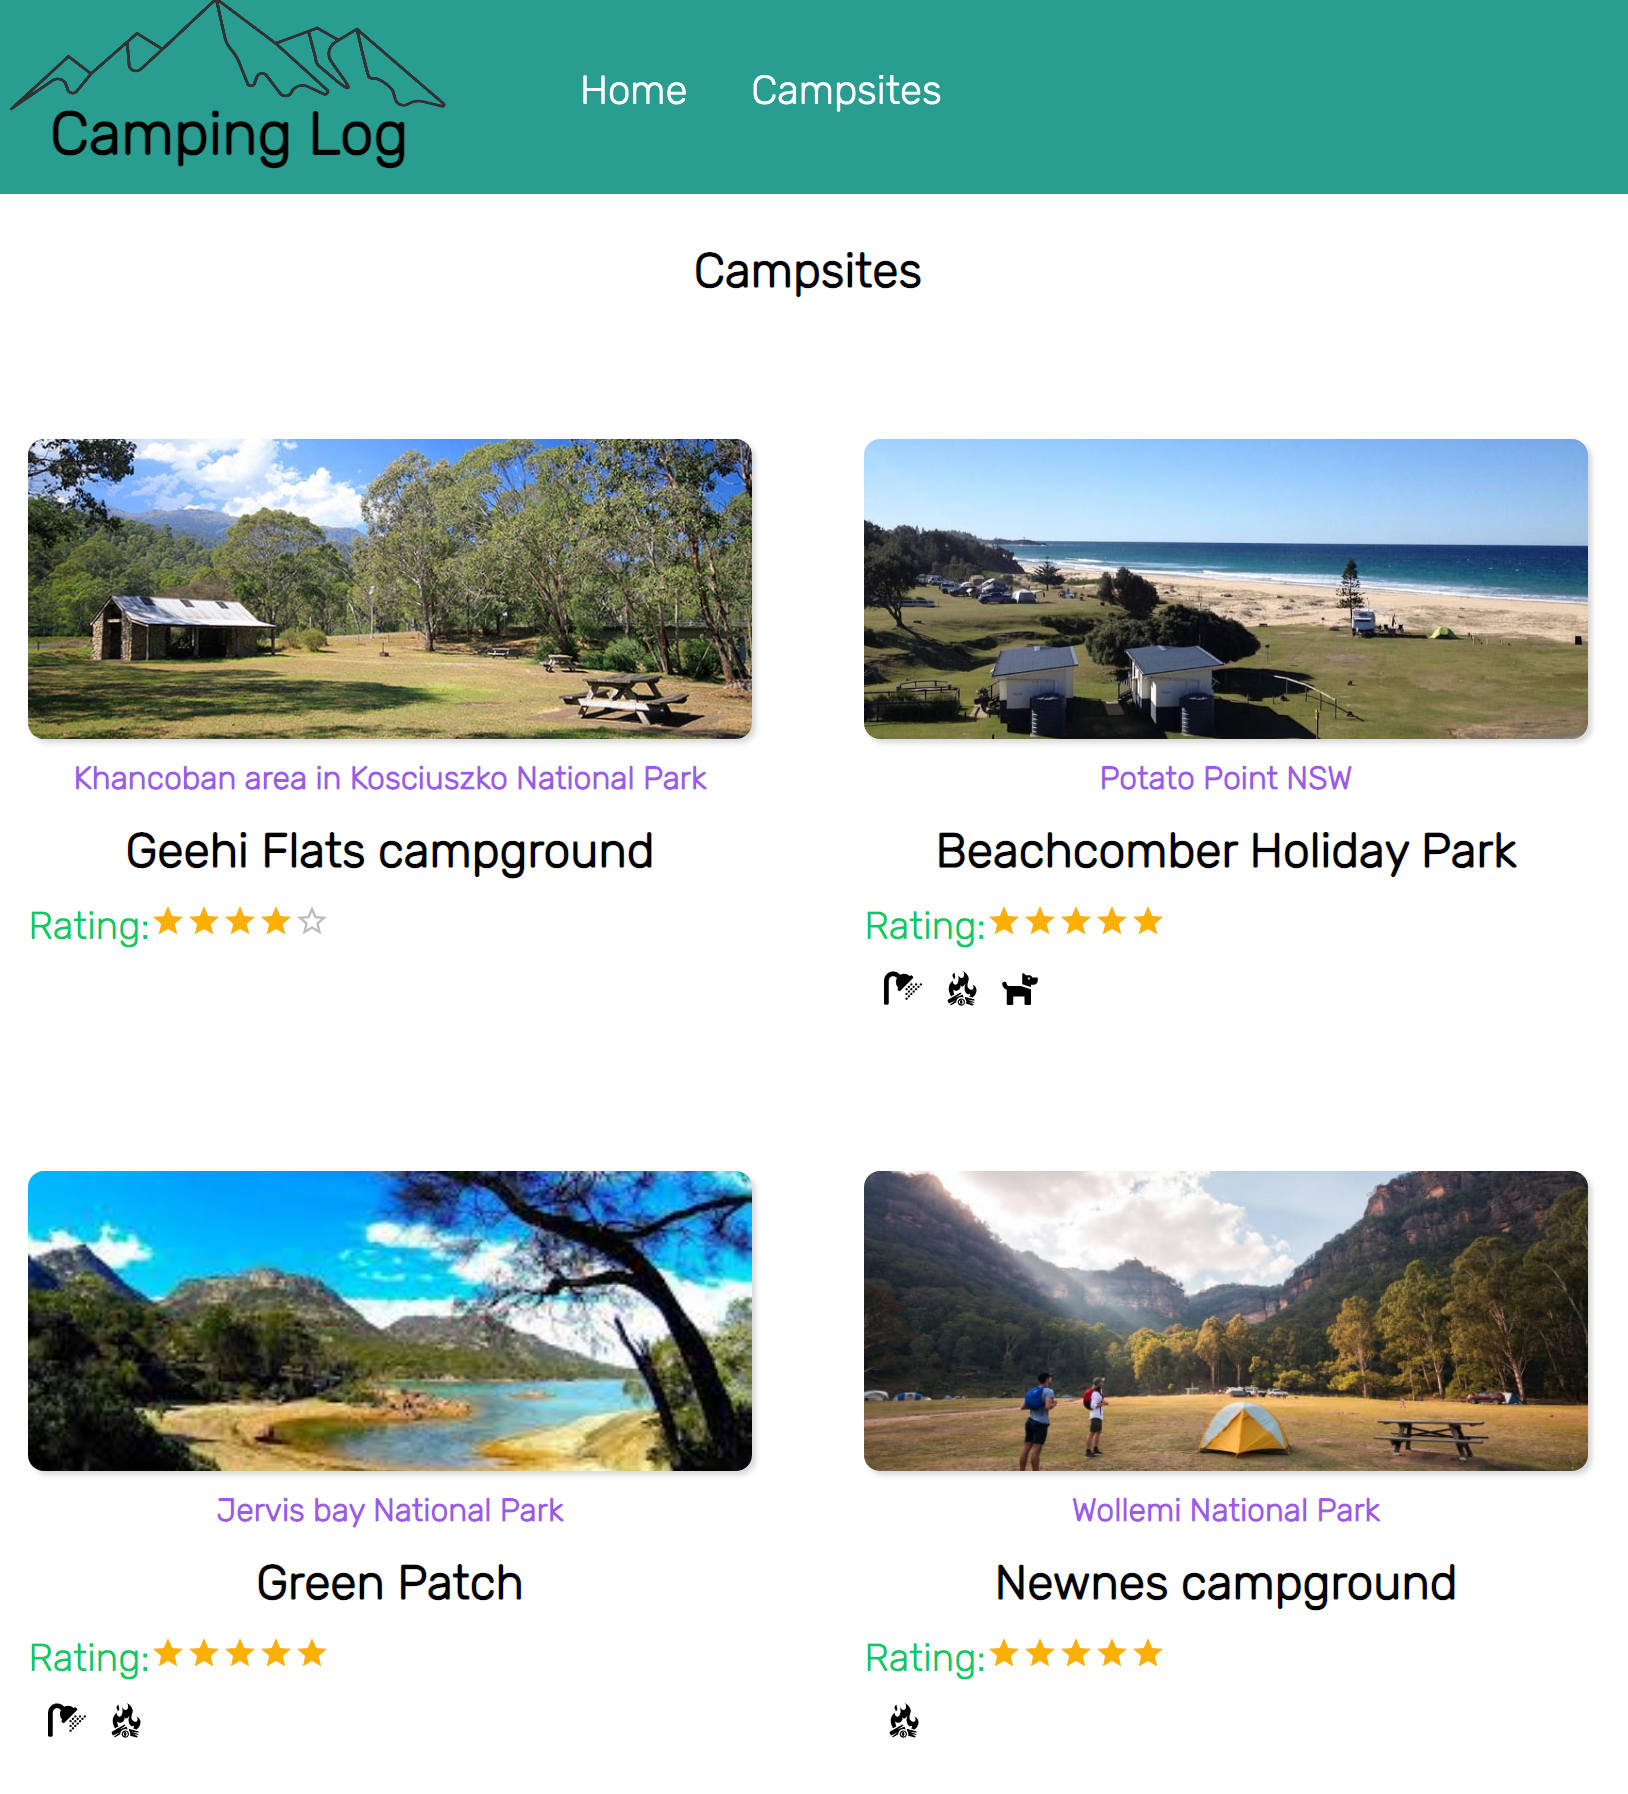 Camping Log
Home Campsites
Campsites
Khancoban area in Kosciuszko National Park
Geehi Flats campground
Rating:
Potato Point NSW
Beachcomber Holiday Park
Rating:
Jervis bay National Park
Green Patch
Rating:
Wollemi National Park
Newnes campground
Rating: